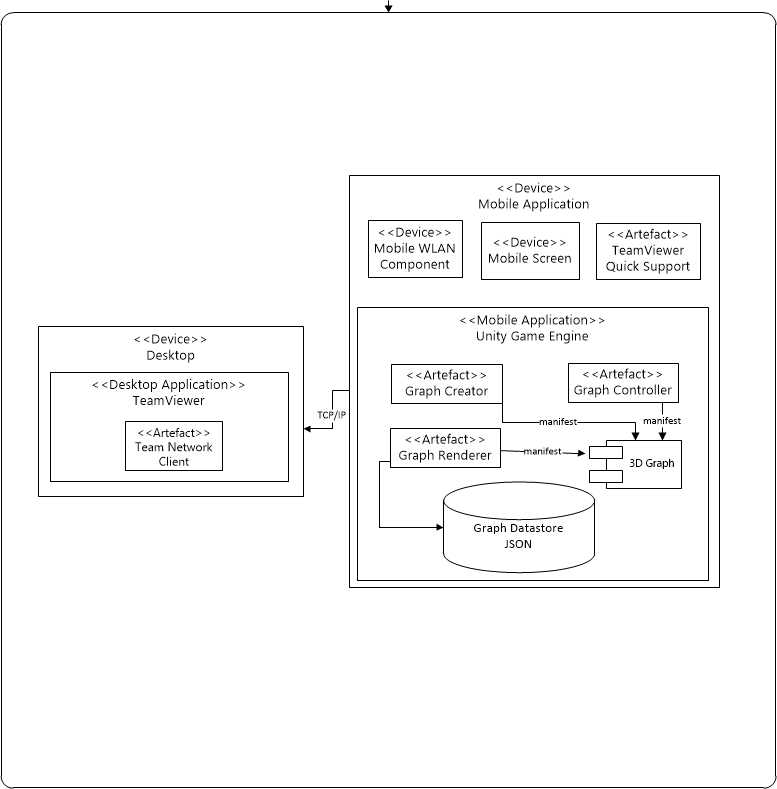 <<Device>>
Mobile Application
<<Device>>
Mobile WLAN
Component
<<Device>>
Mobile Screen
<<Artefact>>
TeamViewer
Quick Support
<<Mobile Application>>
Unity Game Engine
<<Device>>
Desktop
<<Desktop Application>>
TeamViewer
<<Artefact>>
Team Network
Client
TCP/IP
<<Artefact>>
Graph Creator
<<Artefact>>
Graph Controller
manifest
manifest
<<Artefact>>
Graph Renderer
manifest
3D Graph
Graph Datastore
JSON